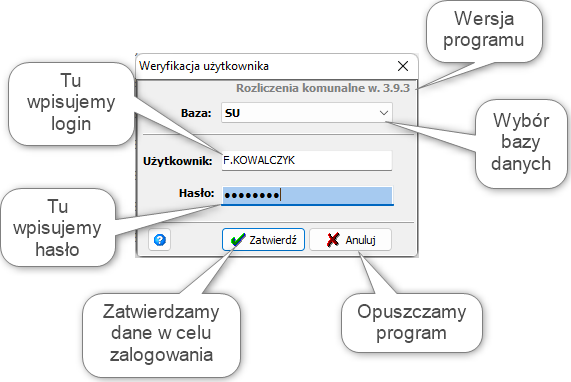 Wersja
programu
Weryfikacja użytkownika
Rozliczenia komunalne w. 3.9.3
Tu
wpisujemy
login
Baza: SU
Wybór
bazy
danych
Użytkownik: F.KOWALCZYK
Hasło: ●●●●●●●●
Tu
wpisujemy
hasło
? Zatwierdź Anuluj
Zatwierdzamy
dane w celu
zalogowania
Opuszczamy
program